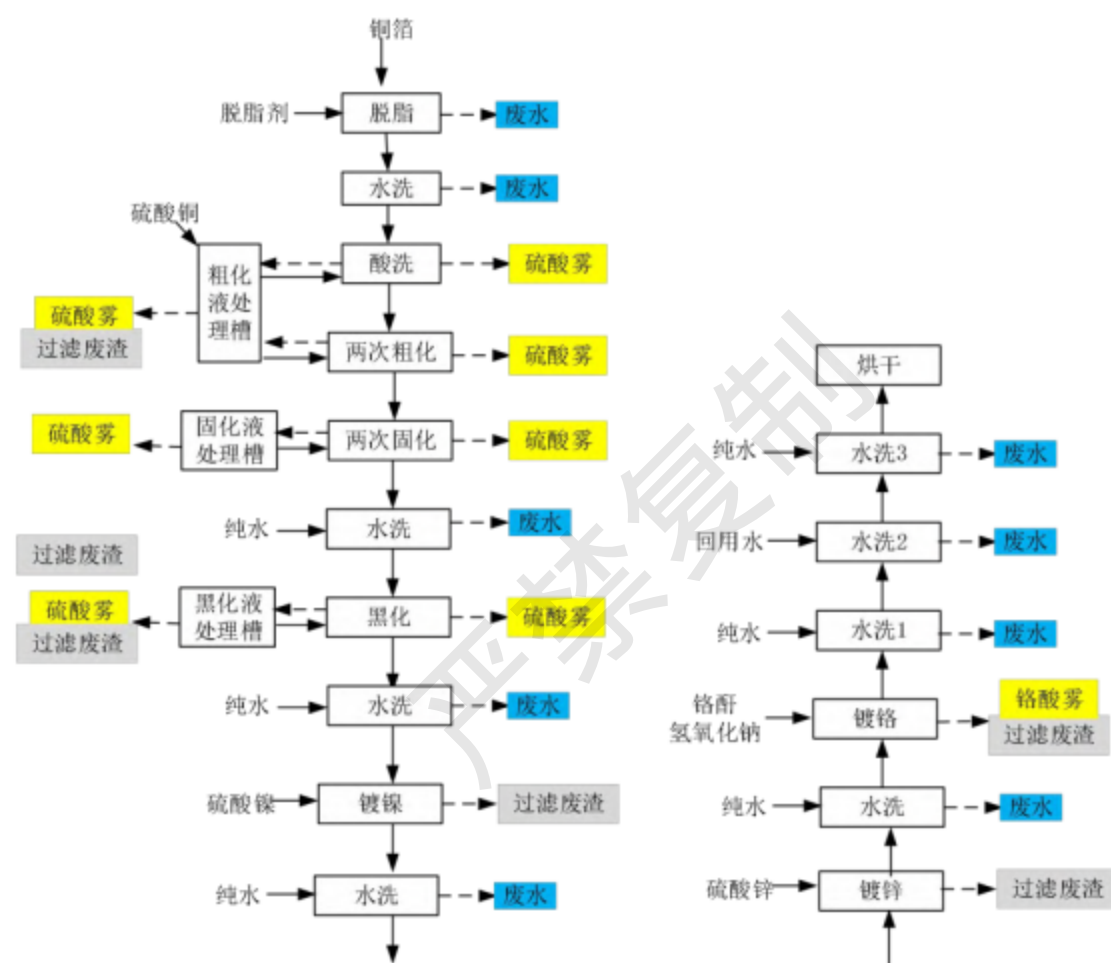 铜箔
脱脂剂
脱脂
废水
水洗
废水
硫酸铜
粗化
液处
理槽
酸洗
硫酸雾
硫酸雾
过滤废渣
两次粗化
硫酸雾
硫酸雾
固化液
处理槽
两次固化
硫酸雾
纯水
水洗
废水
过滤废渣
硫酸雾
过滤废渣
黑化液
处理槽
黑化
硫酸雾
纯水
水洗
废水
硫酸镍
镀镍
过滤废渣
纯水
水洗
废水
烘干
纯水
水洗3
废水
回用水
水洗2
废水
纯水
水洗1
废水
铬酐
氢氧化钠
镀铬
铬酸雾
过滤废渣
纯水
水洗
废水
硫酸锌
镀锌
过滤废渣
严禁复制